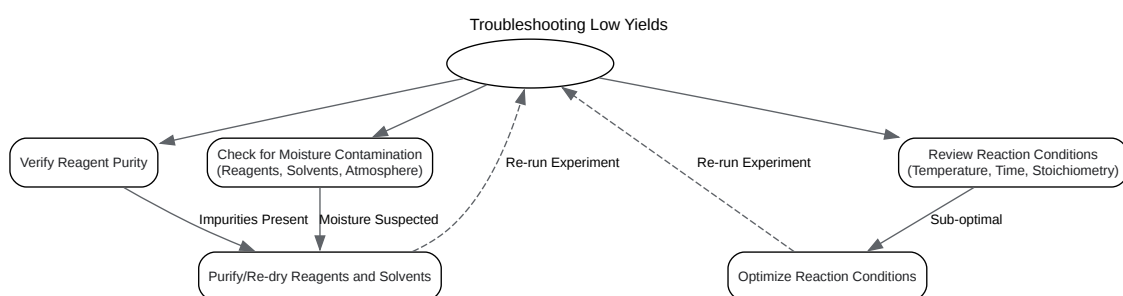 Troubleshooting Low Yields
Verify Reagent Purity
Check for Moisture Contamination
(Reagents, Solvents, Atmosphere)
Re-run Experiment
Re-run Experiment
Review Reaction Conditions
(Temperature, Time, Stoichiometry)
Impurities Present
Moisture Suspected
Sub-optimal
Purify/Re-dry Reagents and Solvents
Optimize Reaction Conditions